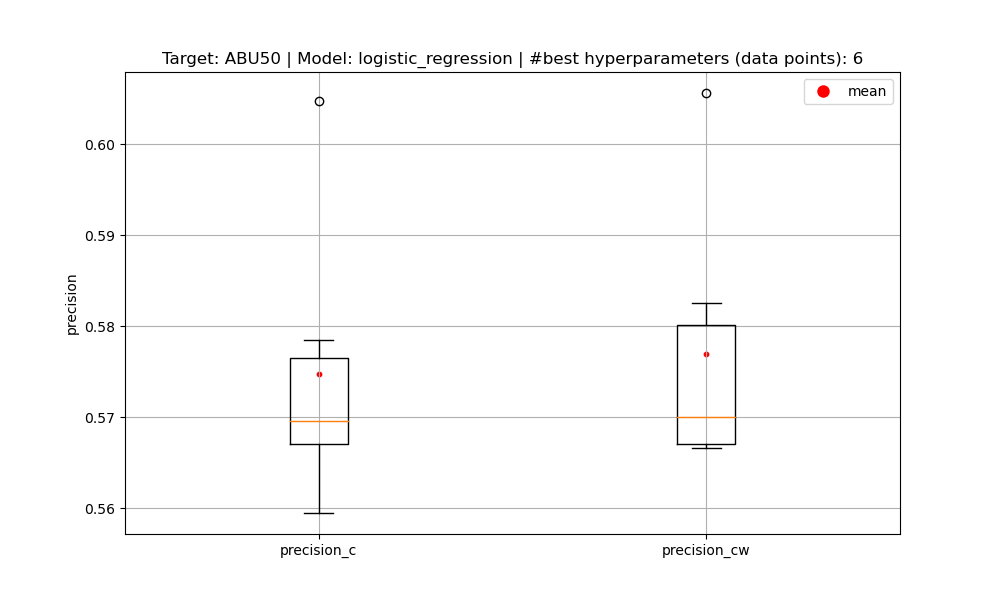 Target: ABU50 | Model: logistic_regression | #best hyperparameters (data points): 6
mean
0.60
0.59
0.58
0.57
0.56
precision
precision_c
precision_cw